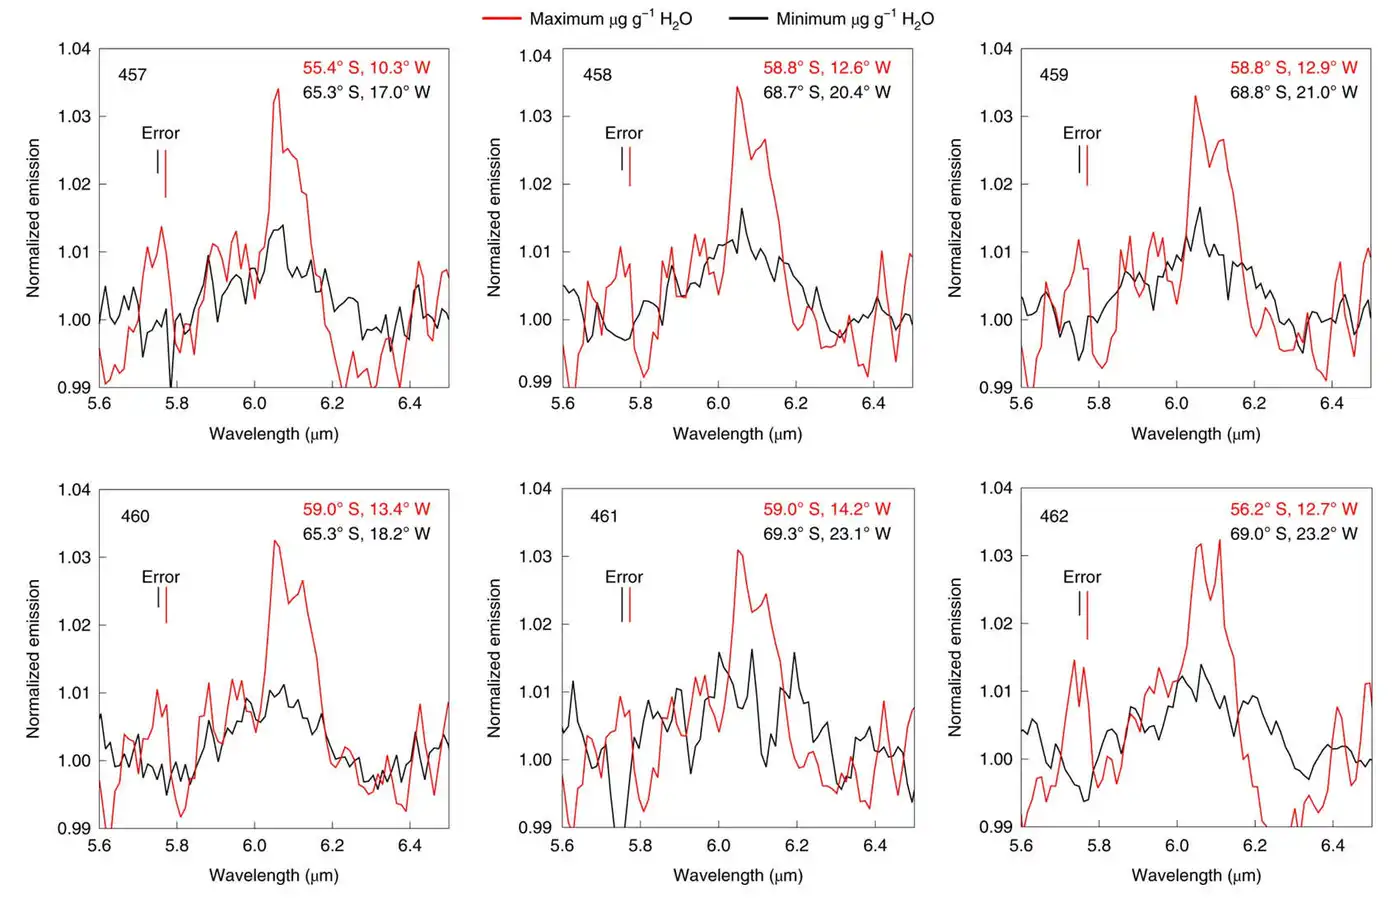 Maximum μg g⁻¹ H₂O Minimum μg g⁻¹ H₂O
1.04 1.04 1.04
457 55.4° S, 10.3° W 458 58.8° S, 12.6° W 459 58.8° S, 12.9° W
65.3° S, 17.0° W 68.7° S, 20.4° W 68.8° S, 21.0° W
1.03 1.03 1.03
Error Error Error
1.02 1.02 1.02
Normalized emission Normalized emission Normalized emission
1.01 1.01 1.01
1.00 1.00 1.00
0.99 0.99 0.99
5.6 5.8 6.0 6.2 6.4 5.6 5.8 6.0 6.2 6.4 5.6 5.8 6.0 6.2 6.4
Wavelength (μm) Wavelength (μm) Wavelength (μm)
1.04 1.04 1.04
460 59.0° S, 13.4° W 461 59.0° S, 14.2° W 462 56.2° S, 12.7° W
65.3° S, 18.2° W 69.3° S, 23.1° W 69.0° S, 23.2° W
1.03 1.03 1.03
Error Error Error
1.02 1.02 1.02
Normalized emission Normalized emission Normalized emission
1.01 1.01 1.01
1.00 1.00 1.00
0.99 0.99 0.99
5.6 5.8 6.0 6.2 6.4 5.6 5.8 6.0 6.2 6.4 5.6 5.8 6.0 6.2 6.4
Wavelength (μm) Wavelength (μm) Wavelength (μm)